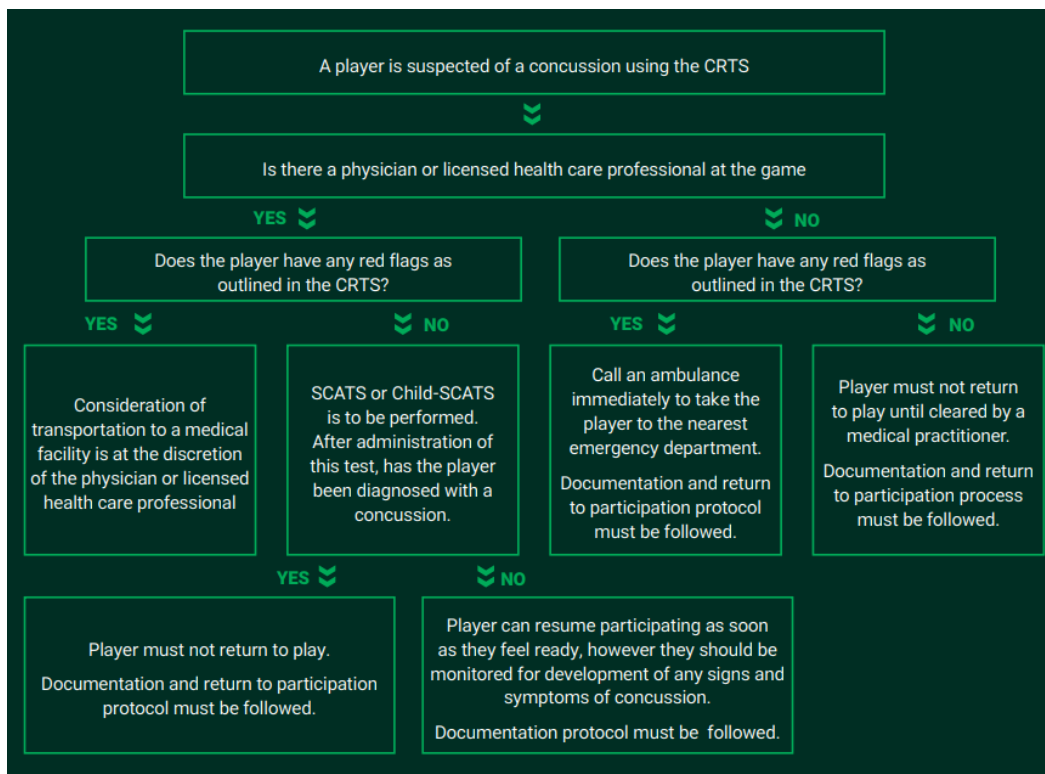 A player is suspected of a concussion using the CRTS
Is there a physician or licensed health care professional at the game
YES
NO
Does the player have any red flags as
outlined in the CRTS?
Does the player have any red flags as
outlined in the CRTS?
YES
NO
YES
NO
Consideration of
transportation to a medical
facility is at the discretion
of the physician or licensed
health care professional
SCATS or Child-SCATS
is to be performed.
After administration of
this test, has the player
been diagnosed with a
concussion.
Call an ambulance
immediately to take the
player to the nearest
emergency department.
Documentation and return
to participation protocol
must be followed.
Player must not return
to play until cleared by a
medical practitioner.
Documentation and return
to participation process
must be followed.
YES
NO
Player must not return to play.
Documentation and return to participation
protocol must be followed.
Player can resume participating as soon
as they feel ready, however they should be
monitored for development of any signs and
symptoms of concussion.
Documentation protocol must be followed.